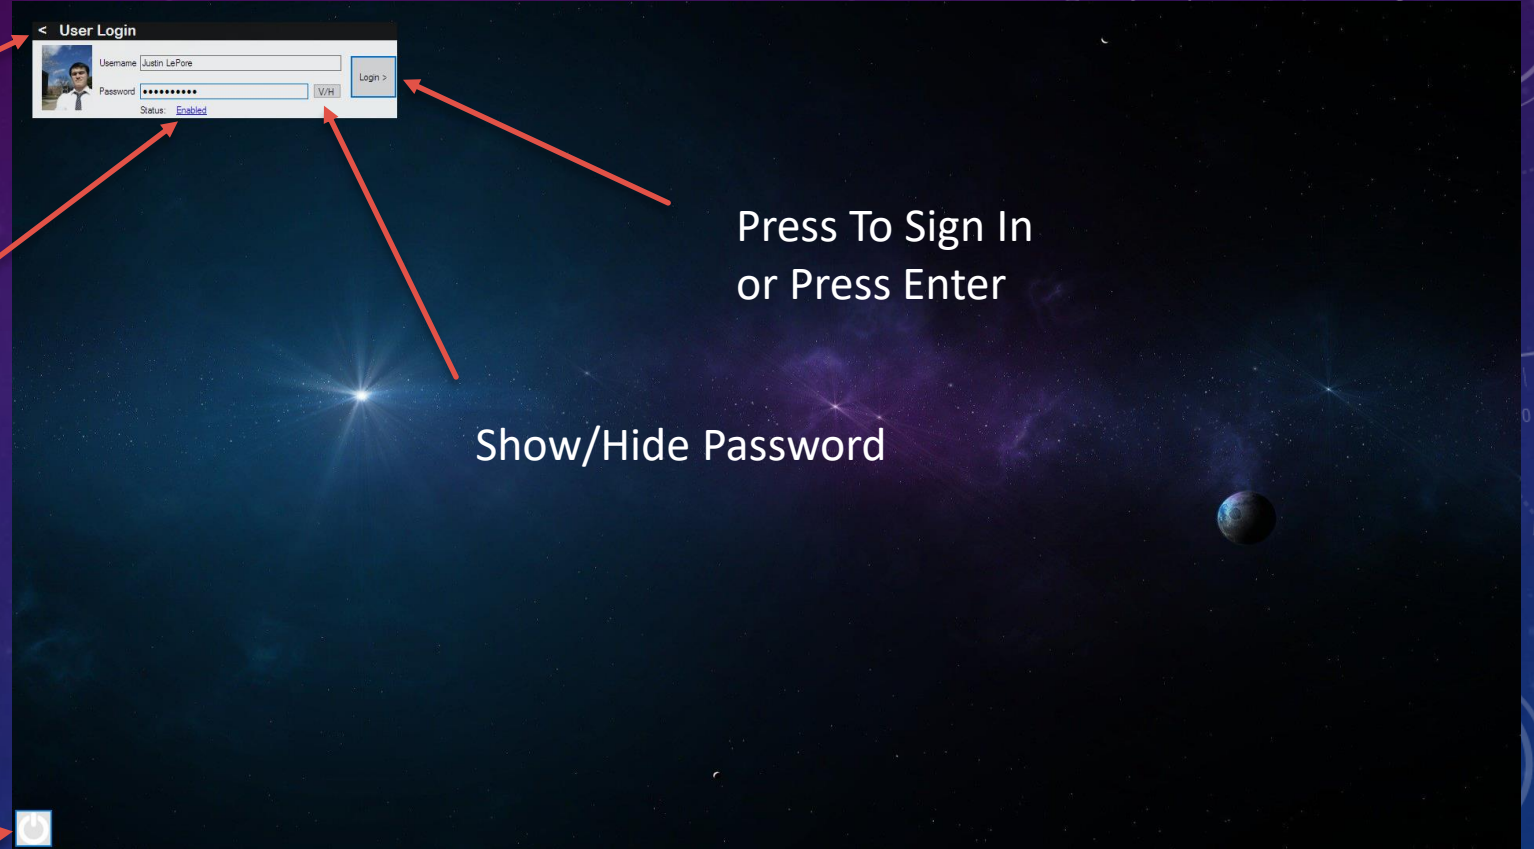 < User Login
Username Justin LePore
Login >
Password ●●●●●●●●●● V/H
Status: Enabled
Press To Sign In
or Press Enter
Show/Hide Password